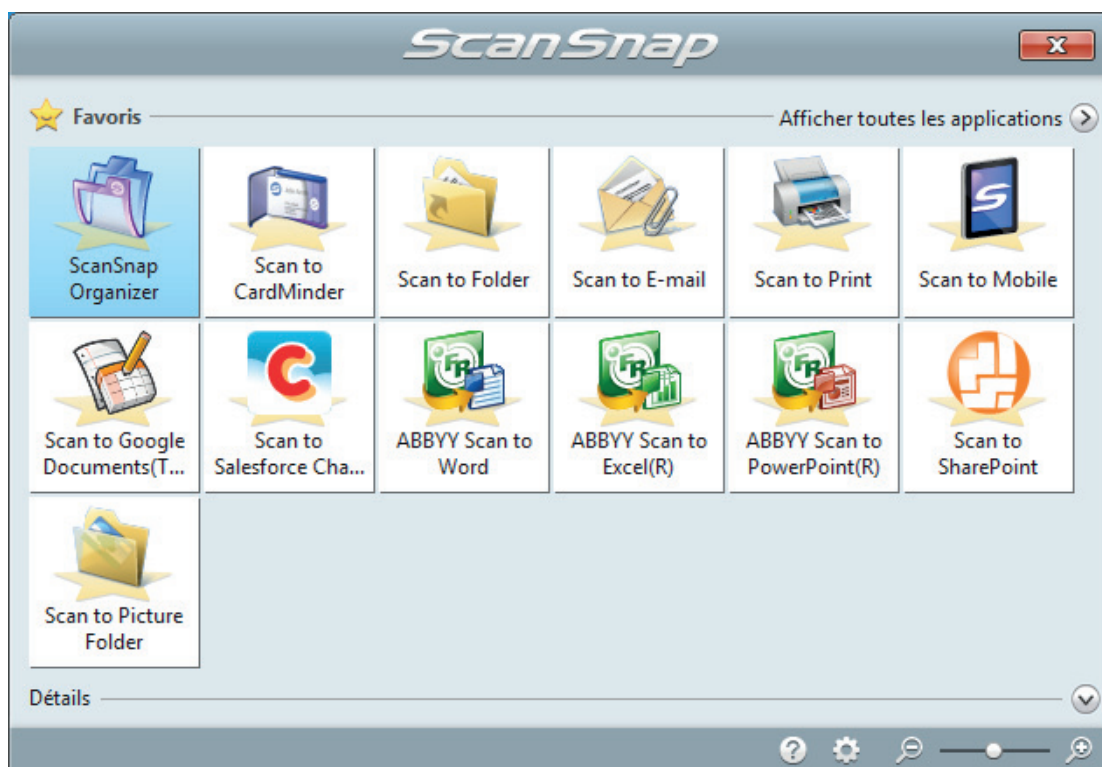 ScanSnap
Favoris
Afficher toutes les applications
ScanSnap
Organizer
Scan to
CardMinder
Scan to Folder
Scan to E-mail
Scan to Print
Scan to Mobile
Scan to Google
Documents(T...
Scan to
Salesforce Cha...
ABBYY Scan to
Word
ABBYY Scan to
Excel(R)
ABBYY Scan to
PowerPoint(R)
Scan to
SharePoint
Scan to Picture
Folder
Détails